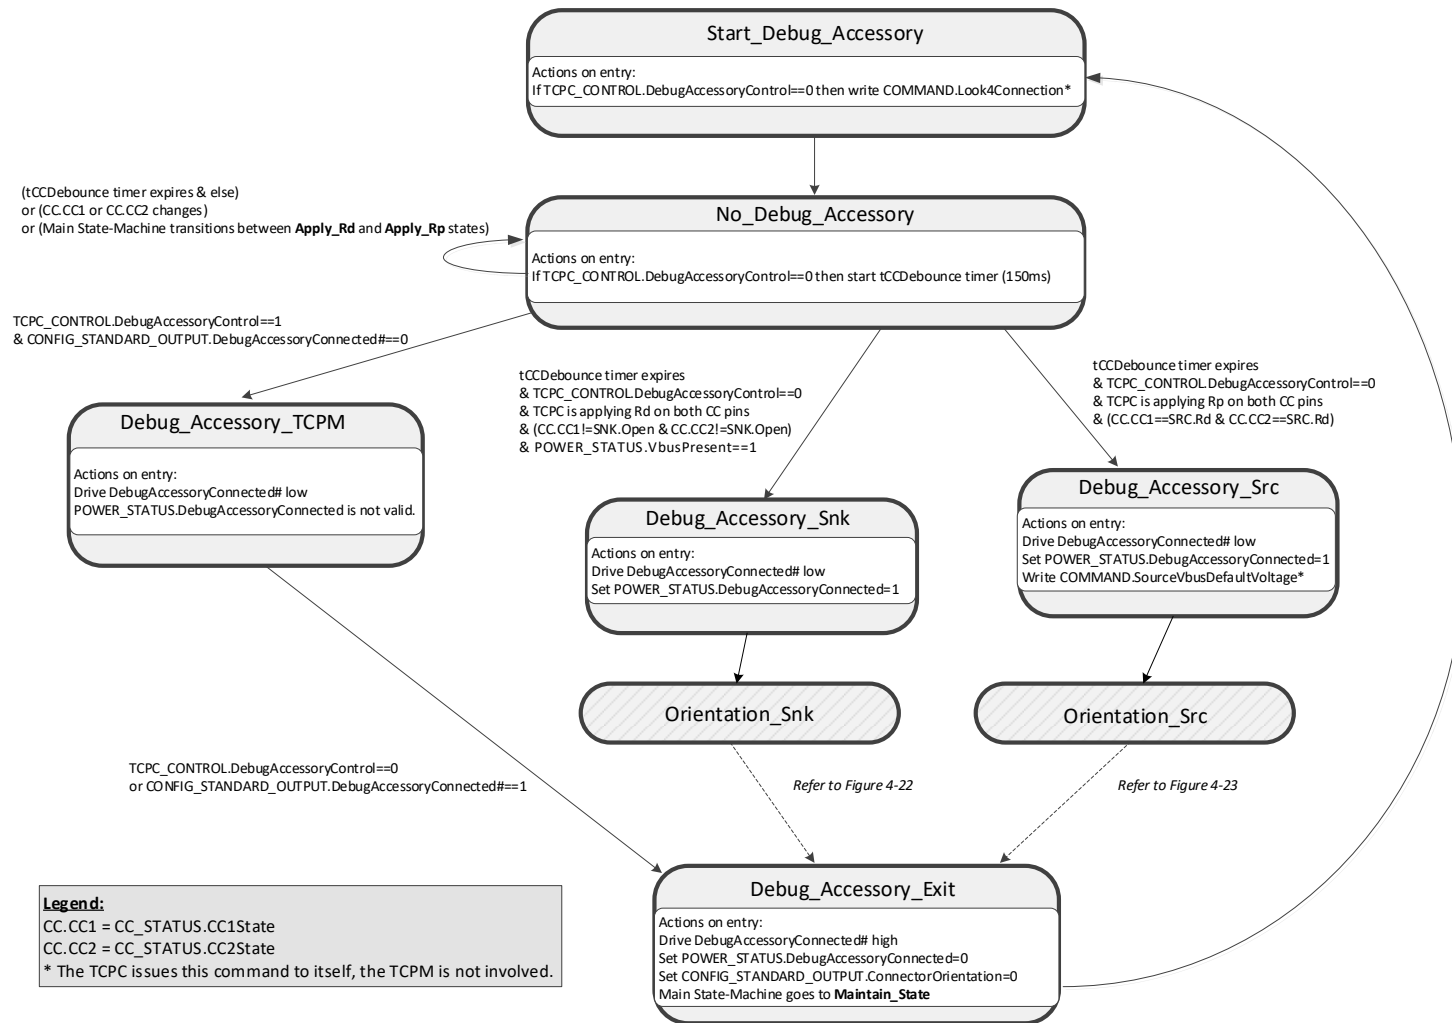 Start_Debug_Accessory
Actions on entry:
If TCPC_CONTROL.DebugAccessoryControl==0 then write COMMAND.Look4Connection*
(tCCDebounce timer expires & else)
or (CC.CC1 or CC.CC2 changes)
or (Main State-Machine transitions between Apply_Rd and Apply_Rp states)
No_Debug_Accessory
Actions on entry:
If TCPC_CONTROL.DebugAccessoryControl==0 then start tCCDebounce timer (150ms)
TCPC_CONTROL.DebugAccessoryControl==1
& CONFIG_STANDARD_OUTPUT.DebugAccessoryConnected#==0
tCCDebounce timer expires
& TCPC_CONTROL.DebugAccessoryControl==0
& TCPC is applying Rd on both CC pins
& (CC.CC1!=SNK.Open & CC.CC2!=SNK.Open)
& POWER_STATUS.VbusPresent==1
tCCDebounce timer expires
& TCPC_CONTROL.DebugAccessoryControl==0
& TCPC is applying Rp on both CC pins
& (CC.CC1==SRC.Rd & CC.CC2==SRC.Rd)
Debug_Accessory_TCPM
Actions on entry:
Drive DebugAccessoryConnected# low
POWER_STATUS.DebugAccessoryConnected is not valid.
Debug_Accessory_Snk
Actions on entry:
Drive DebugAccessoryConnected# low
Set POWER_STATUS.DebugAccessoryConnected=1
Debug_Accessory_Src
Actions on entry:
Drive DebugAccessoryConnected# low
Set POWER_STATUS.DebugAccessoryConnected=1
Write COMMAND.SourceVbusDefaultVoltage*
Orientation_Snk
Orientation_Src
TCPC_CONTROL.DebugAccessoryControl==0
or CONFIG_STANDARD_OUTPUT.DebugAccessoryConnected#==1
Refer to Figure 4-22
Refer to Figure 4-23
Debug_Accessory_Exit
Actions on entry:
Drive DebugAccessoryConnected# high
Set POWER_STATUS.DebugAccessoryConnected=0
Set CONFIG_STANDARD_OUTPUT.ConnectorOrientation=0
Main State-Machine goes to Maintain_State
Legend:
CC.CC1 = CC_STATUS.CC1State
CC.CC2 = CC_STATUS.CC2State
* The TCPC issues this command to itself, the TCPM is not involved.